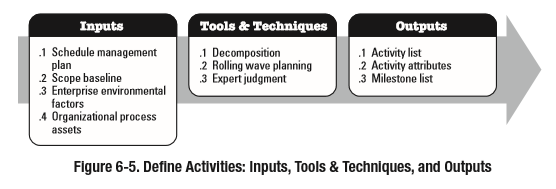 Inputs
.1 Schedule management
plan
.2 Scope baseline
.3 Enterprise environmental
factors
.4 Organizational process
assets
Tools & Techniques
.1 Decomposition
.2 Rolling wave planning
.3 Expert judgment
Outputs
.1 Activity list
.2 Activity attributes
.3 Milestone list
Figure 6-5. Define Activities: Inputs, Tools & Techniques, and Outputs